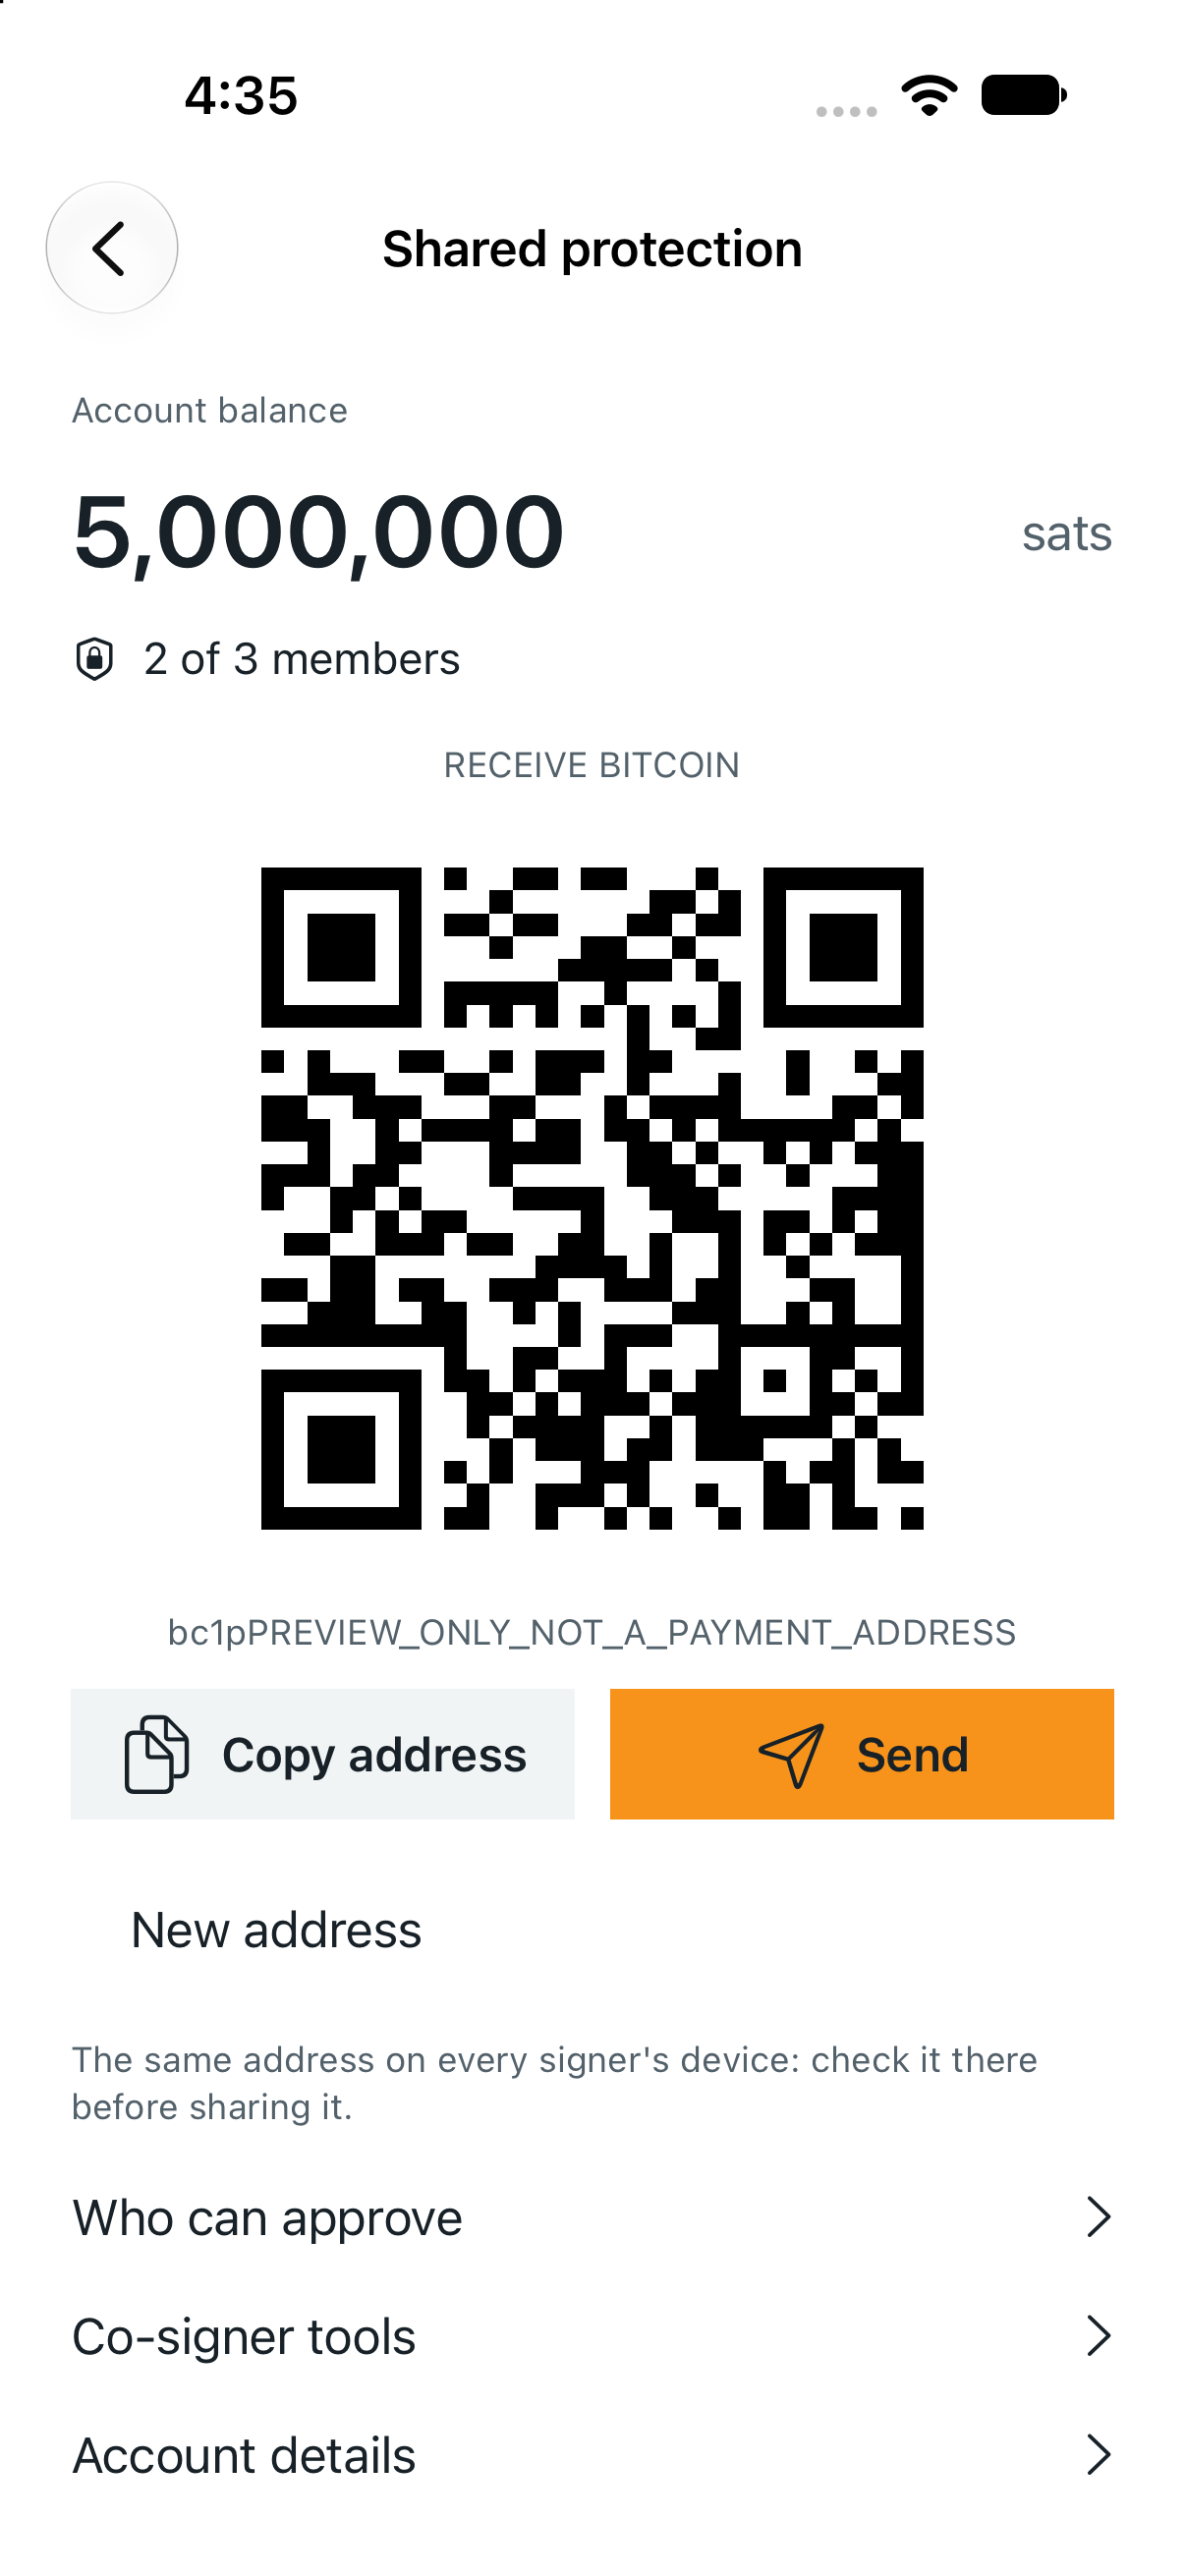 4:35
Shared protection
Account balance
5,000,000 sats
2 of 3 members
RECEIVE BITCOIN
bc1pPREVIEW_ONLY_NOT_A_PAYMENT_ADDRESS
Copy address
Send
New address
The same address on every signer's device: check it there
before sharing it.
Who can approve
Co-signer tools
Account details